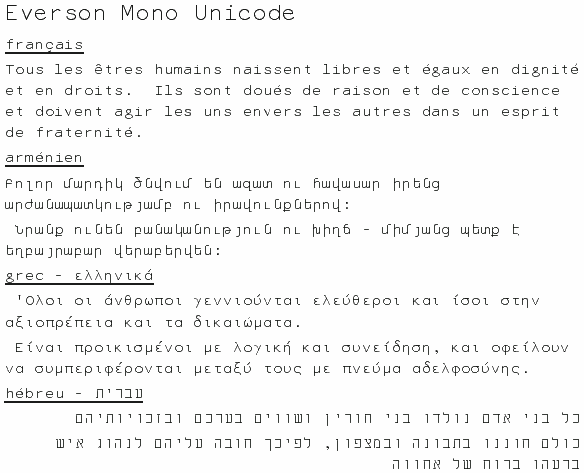 Everson Mono Unicode
français
Tous les êtres humains naissent libres et égaux en dignité
et en droits.  Ils sont doués de raison et de conscience
et doivent agir les uns envers les autres dans un esprit
de fraternité.
arménien
Բոլոր մարդիկ ծնվում են ազատ ու հավասար իրենց
արժանապատկությամբ ու իրավունքներով:
Նրանք ունեն բանականություն ու խիղճ - միմյանց պետք է
եղբայրաբար վերաբերվեն:
grec - ελληνικά
'Ολοι οι άνθρωποι γεννιούνται ελεύθεροι και ίσοι στην
αξιοπρέπεια και τα δικαιώματα.
Είναι προικισμένοι με λογική και συνείδηση, και οφείλουν
να συμπεριφέρονται μεταξύ τους με πνεύμα αδελφοσύνης.
hébreu - עברית
כל בני אדם נולדו בני חורין ושווים בערכם ובזכויותיהם
כולם חוננו בתבונה ובמצפון, לפיכך חובה עליהם לנהוג איש
ברעהו ברוח של אחווה